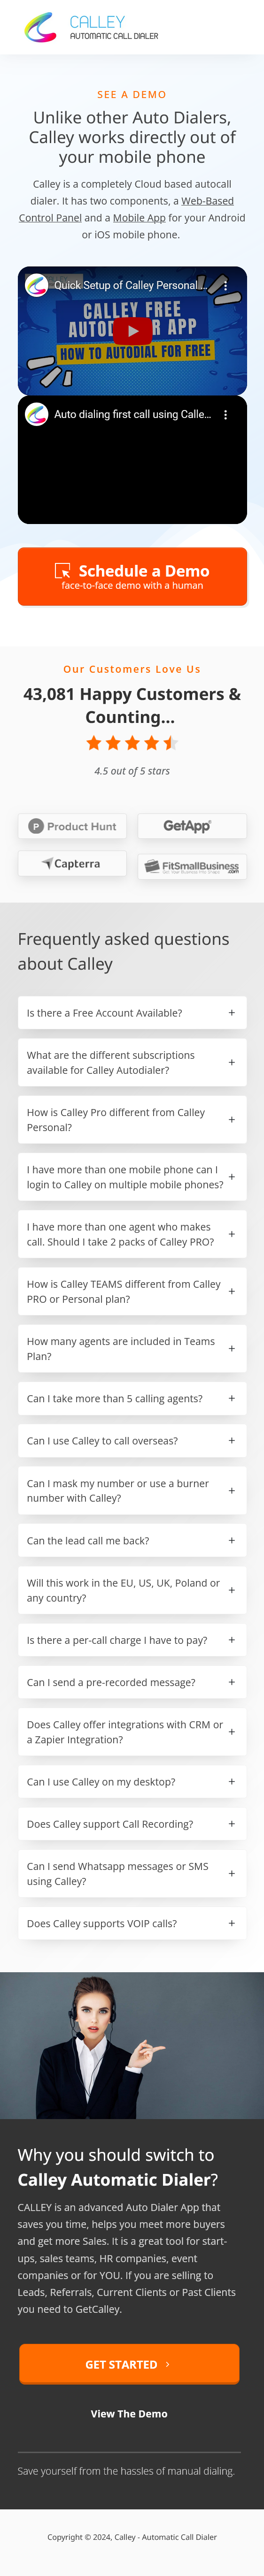 CALLEY
AUTOMATIC CALL DIALER
SEE A DEMO
Unlike other Auto Dialers,
Calley works directly out of
your mobile phone
Calley is a completely Cloud based autocall
dialer. It has two components, a Web-Based
Control Panel and a Mobile App for your Android
or iOS mobile phone.
Quick Setup of Calley Personal ...
CALLEY FREE
AUTODIALER APP
HOW TO AUTODIAL FOR FREE
Auto dialing first call using Calle...
Schedule a Demo
face-to-face demo with a human
Our Customers Love Us
43,081 Happy Customers &
Counting...
4.5 out of 5 stars
P Product Hunt
GetApp
Capterra
FitSmallBusiness
.com
Frequently asked questions
about Calley
Is there a Free Account Available? +
What are the different subscriptions
available for Calley Autodialer? +
How is Calley Pro different from Calley
Personal? +
I have more than one mobile phone can I
login to Calley on multiple mobile phones? +
I have more than one agent who makes
call. Should I take 2 packs of Calley PRO? +
How is Calley TEAMS different from Calley
PRO or Personal plan? +
How many agents are included in Teams
Plan? +
Can I take more than 5 calling agents? +
Can I use Calley to call overseas? +
Can I mask my number or use a burner
number with Calley? +
Can the lead call me back? +
Will this work in the EU, US, UK, Poland or
any country? +
Is there a per-call charge I have to pay? +
Can I send a pre-recorded message? +
Does Calley offer integrations with CRM or
a Zapier Integration? +
Can I use Calley on my desktop? +
Does Calley support Call Recording? +
Can I send Whatsapp messages or SMS
using Calley? +
Does Calley supports VOIP calls? +
Why you should switch to
Calley Automatic Dialer?
CALLEY is an advanced Auto Dialer App that
saves you time, helps you meet more buyers
and get more Sales. It is a great tool for start-
ups, sales teams, HR companies, event
companies or for YOU. If you are selling to
Leads, Referrals, Current Clients or Past Clients
you need to GetCalley.
GET STARTED >
View The Demo
Save yourself from the hassles of manual dialing.
Copyright © 2024, Calley - Automatic Call Dialer